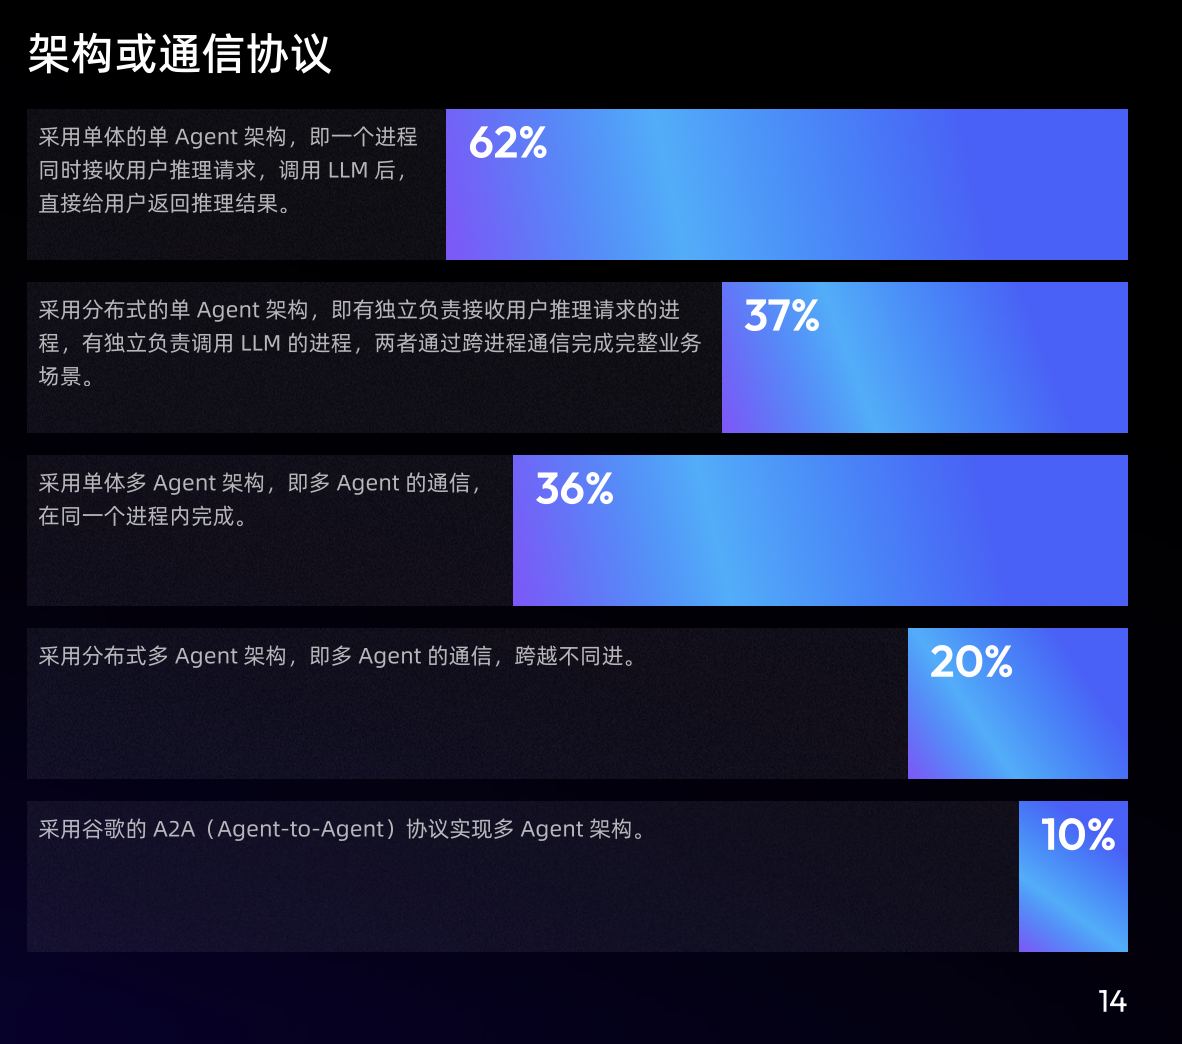 架构或通信协议
采用单体的单 Agent 架构，即一个进程
同时接收用户推理请求，调用 LLM 后，
直接给用户返回推理结果。
62%
采用分布式的单 Agent 架构，即有独立负责接收用户推理请求的进
程，有独立负责调用 LLM 的进程，两者通过跨进程通信完成完整业务
场景。
37%
采用单体多 Agent 架构，即多 Agent 的通信，
在同一个进程内完成。
36%
采用分布式多 Agent 架构，即多 Agent 的通信，跨越不同进。
20%
采用谷歌的 A2A（Agent-to-Agent）协议实现多 Agent 架构。
10%
14